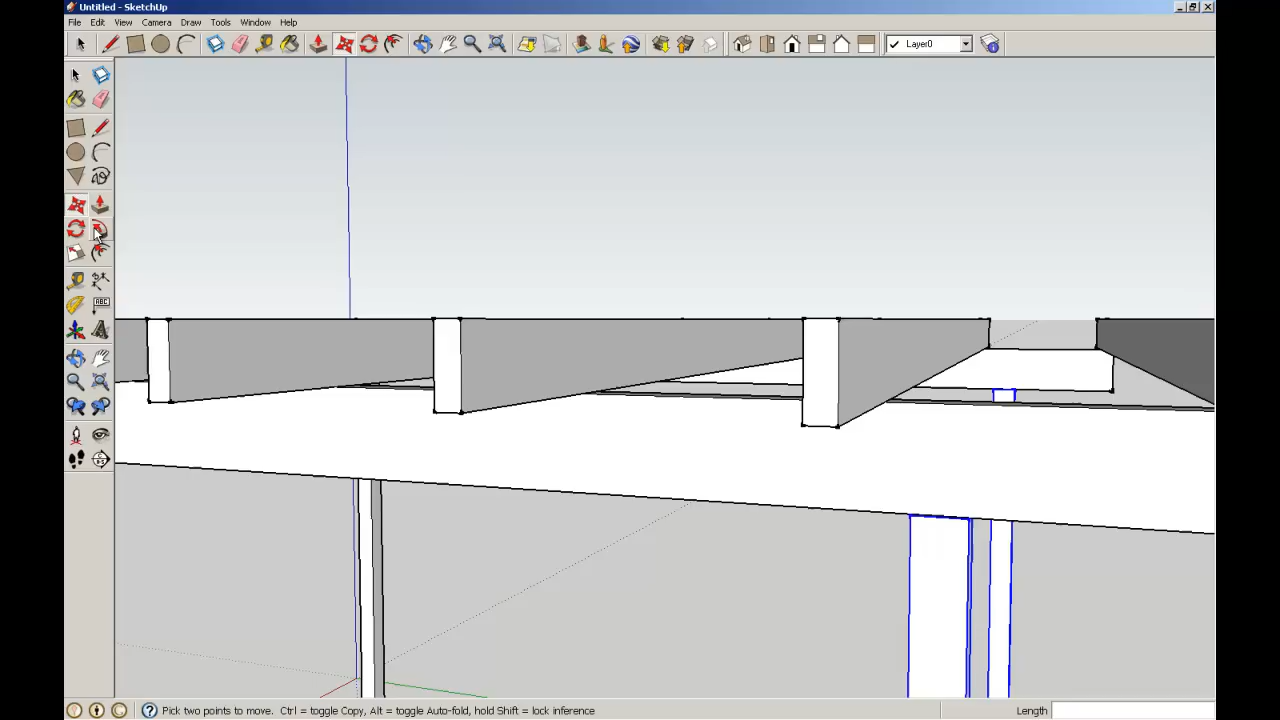 Untitled - SketchUp
File Edit View Camera Draw Tools Window Help
Layer0
ABC
Pick two points to move. Ctrl = toggle Copy, Alt = toggle Auto-fold, hold Shift = lock inference
Length